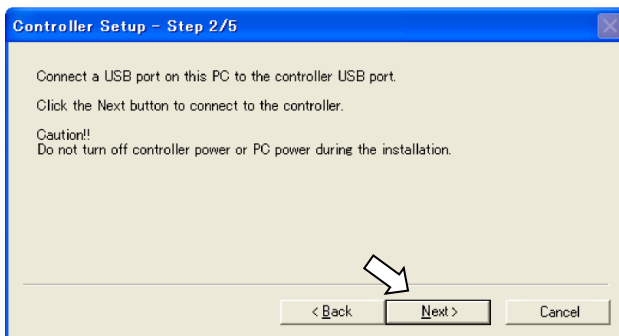 Controller Setup - Step 2/5
Connect a USB port on this PC to the controller USB port.
Click the Next button to connect to the controller.
Caution!!
Do not turn off controller power or PC power during the installation.
< Back
Next >
Cancel